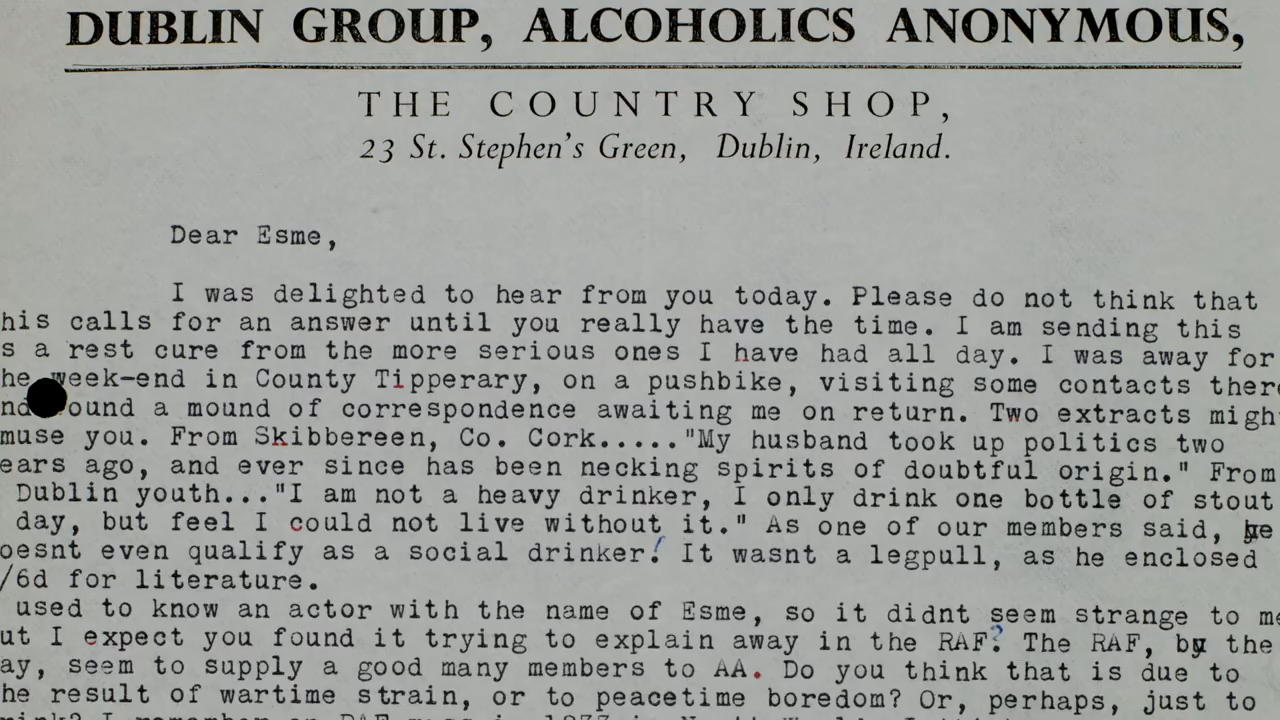 DUBLIN GROUP, ALCOHOLICS ANONYMOUS,
THE COUNTRY SHOP,
23 St. Stephen's Green, Dublin, Ireland.
Dear Esme,
I was delighted to hear from you today. Please do not think that
his calls for an answer until you really have the time. I am sending this
s a rest cure from the more serious ones I have had all day. I was away for
he week-end in County Tipperary, on a pushbike, visiting some contacts there
nd ound a mound of correspondence awaiting me on return. Two extracts migh
muse you. From Skibbereen, Co. Cork....."My husband took up politics two
ears ago, and ever since has been necking spirits of doubtful origin." From
Dublin youth..."I am not a heavy drinker, I only drink one bottle of stout
day, but feel I could not live without it." As one of our members said, he
oesnt even qualify as a social drinker! It wasnt a legpull, as he enclosed
/6d for literature.
used to know an actor with the name of Esme, so it didnt seem strange to me
ut I expect you found it trying to explain away in the RAF? The RAF, by the
ay, seem to supply a good many members to AA. Do you think that is due to
he result of wartime strain, or to peacetime boredom? Or, perhaps, just to